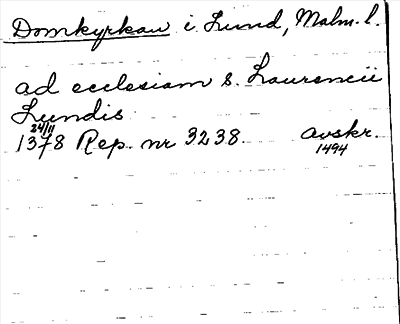 Domkyrkan i Lund, Malm. l.
ad ecclesiam s. Laurencii
Lundis
24/11
1378 Rep. nr 3238. avskr.
1494